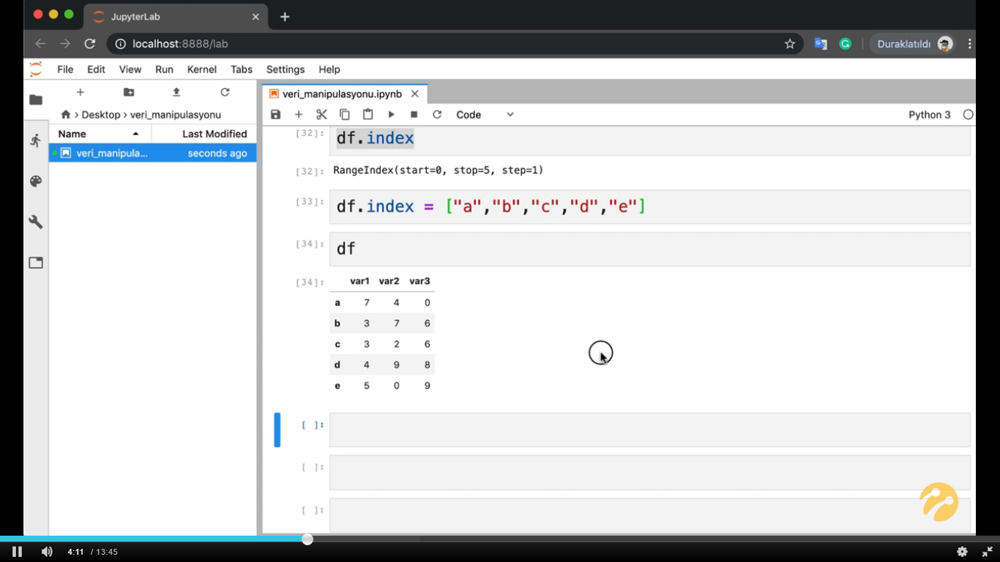 JupyterLab
localhost:8888/lab
Duraklatıldı
File Edit View Run Kernel Tabs Settings Help
veri_manipulasyonu.ipynb
Desktop > veri_manipulasyonu
Code
Python 3
Name Last Modified
veri_manipula... seconds ago
[32]: df.index
[32]: RangeIndex(start=0, stop=5, step=1)
[33]: df.index = ["a","b","c","d","e"]
[34]: df
[34]: var1 var2 var3
a 7 4 0
b 3 7 6
c 3 2 6
d 4 9 8
e 5 0 9
[ ]:
[ ]:
[ ]:
4:11 / 13:45